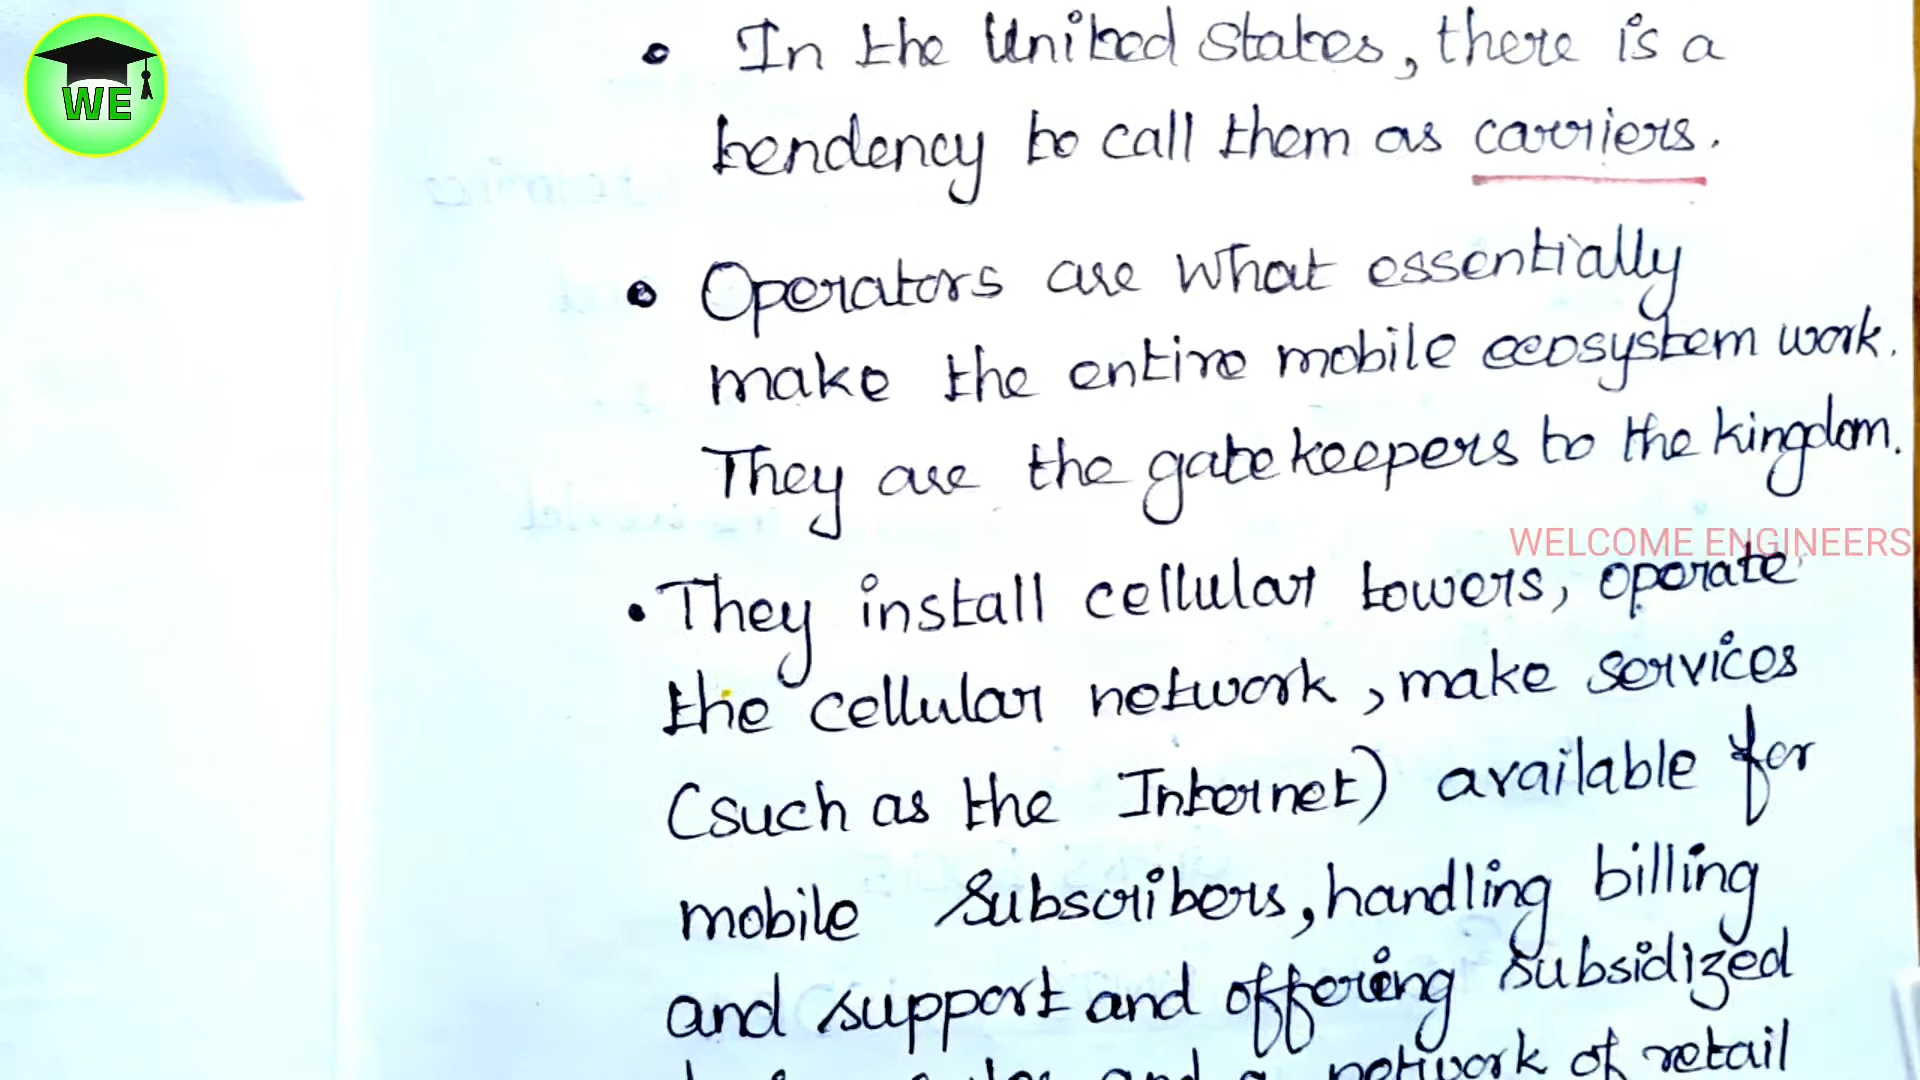 WE
• In the United States, there is a
tendency to call them as carriers.
• Operators are what essentially
make the entire mobile ecosystem work.
They are the gatekeepers to the kingdom.
WELCOME ENGINEERS
• They install cellular towers, operate
the cellular network, make services
(such as the Internet) available for
mobile subscribers, handling billing
and support and offering subsidized
and a network of retail